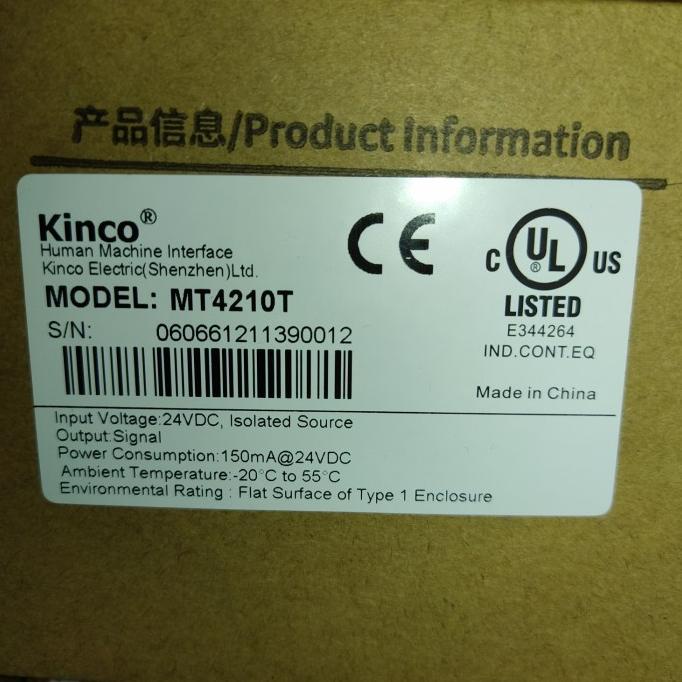 产品信息/Product Information
Kinco®
Human Machine Interface
Kinco Electric(Shenzhen)Ltd.
MODEL: MT4210T
S/N: 060661211390012
CE
C UL ® US
LISTED
E344264
IND.CONT.EQ
Made in China
Input Voltage:24VDC, Isolated Source
Output:Signal
Power Consumption:150mA@24VDC
Ambient Temperature:-20°C to 55°C
Environmental Rating : Flat Surface of Type 1 Enclosure